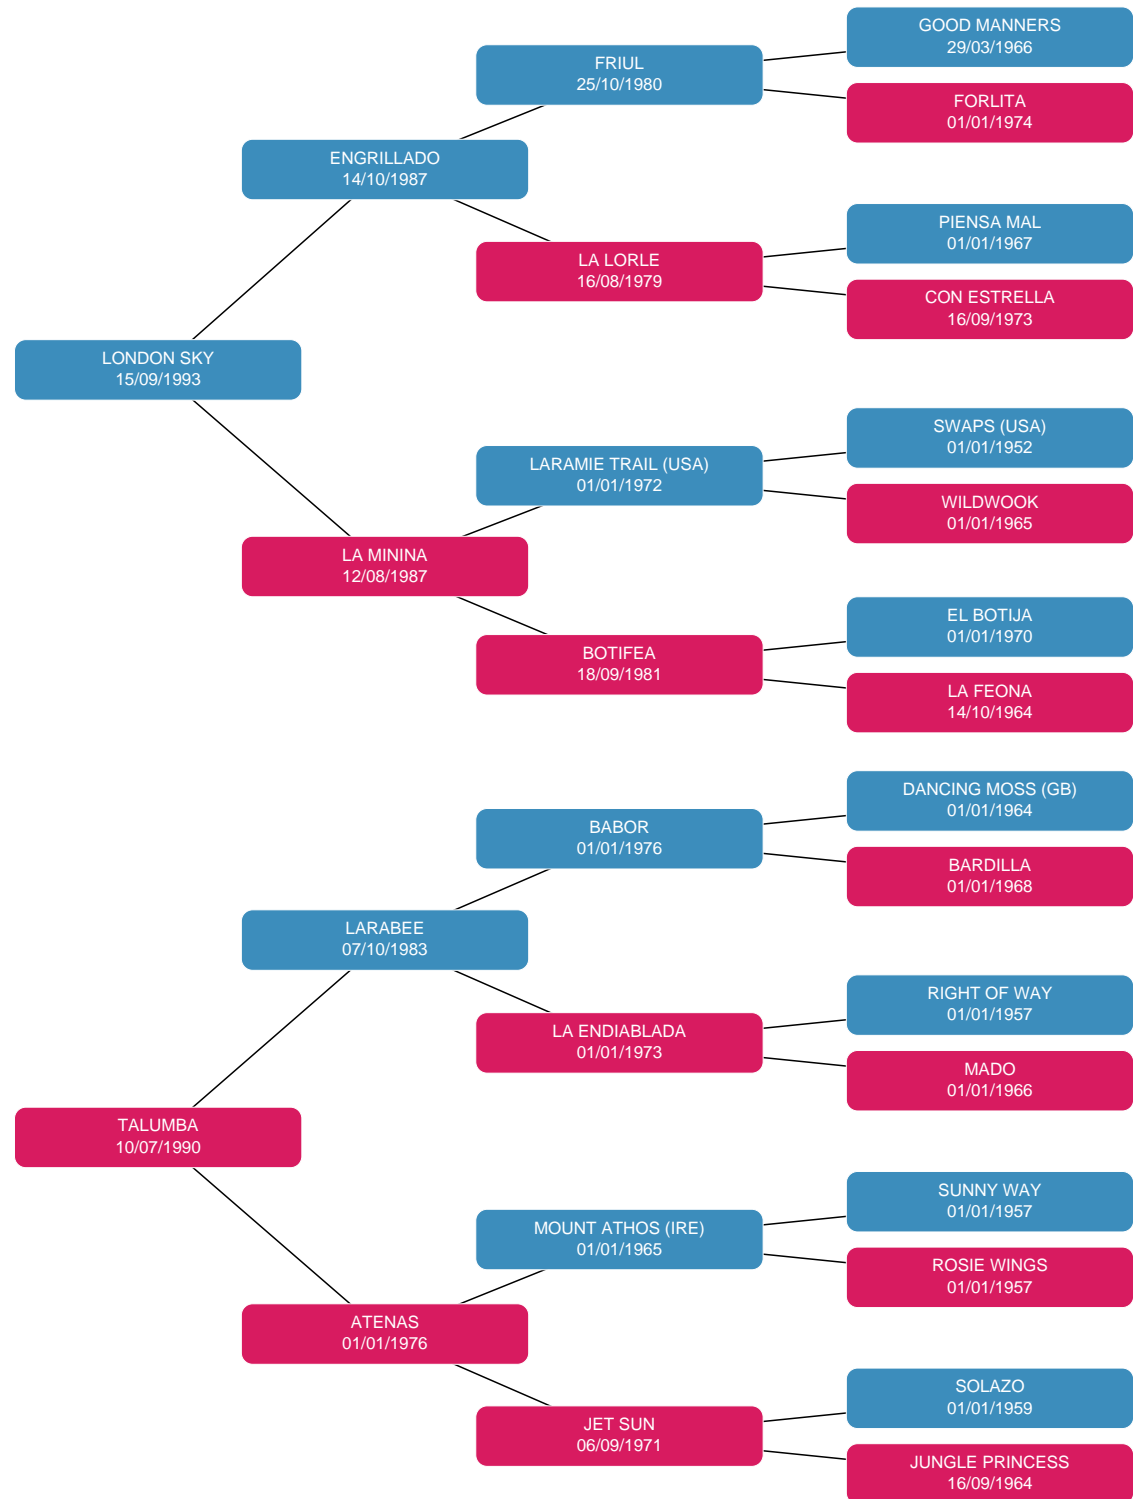 GOOD MANNERS
29/03/1966
FRIUL
25/10/1980
FORLITA
01/01/1974
ENGRILLADO
14/10/1987
PIENSA MAL
01/01/1967
LA LORLE
16/08/1979
CON ESTRELLA
16/09/1973
LONDON SKY
15/09/1993
SWAPS (USA)
01/01/1952
LARAMIE TRAIL (USA)
01/01/1972
WILDWOOK
01/01/1965
LA MININA
12/08/1987
EL BOTIJA
01/01/1970
BOTIFEA
18/09/1981
LA FEONA
14/10/1964
DANCING MOSS (GB)
01/01/1964
BABOR
01/01/1976
BARDILLA
01/01/1968
LARABEE
07/10/1983
RIGHT OF WAY
01/01/1957
LA ENDIABLADA
01/01/1973
MADO
01/01/1966
TALUMBA
10/07/1990
SUNNY WAY
01/01/1957
MOUNT ATHOS (IRE)
01/01/1965
ROSIE WINGS
01/01/1957
ATENAS
01/01/1976
SOLAZO
01/01/1959
JET SUN
06/09/1971
JUNGLE PRINCESS
16/09/1964